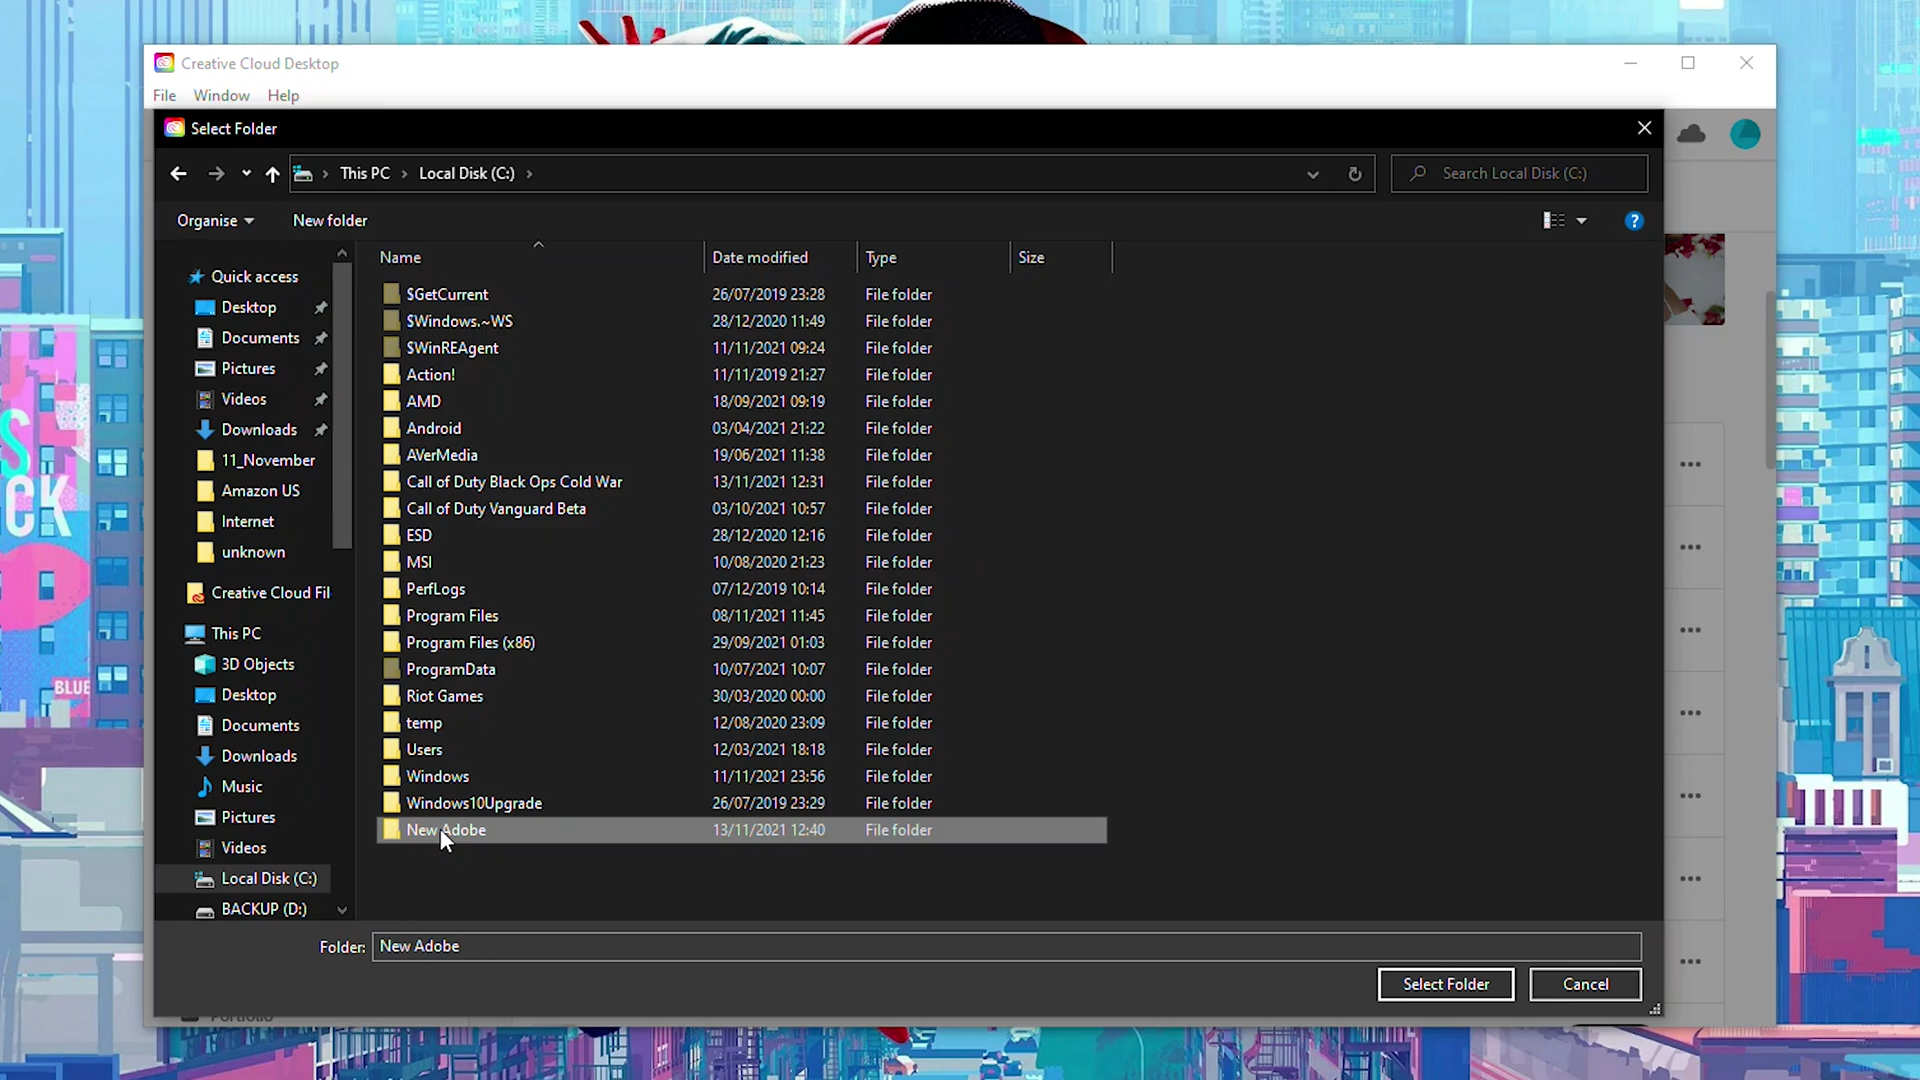 Creative Cloud Desktop
File Window Help
Select Folder
This PC Local Disk (C:)
Search Local Disk (C:)
Organise New folder
Name Date modified Type Size
Quick access
Desktop
Documents
Pictures
Videos
Downloads
11_November
Amazon US
Internet
unknown
Creative Cloud Fil
This PC
3D Objects
Desktop
Documents
Downloads
Music
Pictures
Videos
Local Disk (C:)
BACKUP (D:)
$GetCurrent 26/07/2019 23:28 File folder
$Windows.~WS 28/12/2020 11:49 File folder
$WinREAgent 11/11/2021 09:24 File folder
Action! 11/11/2019 21:27 File folder
AMD 18/09/2021 09:19 File folder
Android 03/04/2021 21:22 File folder
AVerMedia 19/06/2021 11:38 File folder
Call of Duty Black Ops Cold War 13/11/2021 12:31 File folder
Call of Duty Vanguard Beta 03/10/2021 10:57 File folder
ESD 28/12/2020 12:16 File folder
MSI 10/08/2020 21:23 File folder
PerfLogs 07/12/2019 10:14 File folder
Program Files 08/11/2021 11:45 File folder
Program Files (x86) 29/09/2021 01:03 File folder
ProgramData 10/07/2021 10:07 File folder
Riot Games 30/03/2020 00:00 File folder
temp 12/08/2020 23:09 File folder
Users 12/03/2021 18:18 File folder
Windows 11/11/2021 23:56 File folder
Windows10Upgrade 26/07/2019 23:29 File folder
New Adobe 13/11/2021 12:40 File folder
Folder: New Adobe
Select Folder Cancel
BLUE